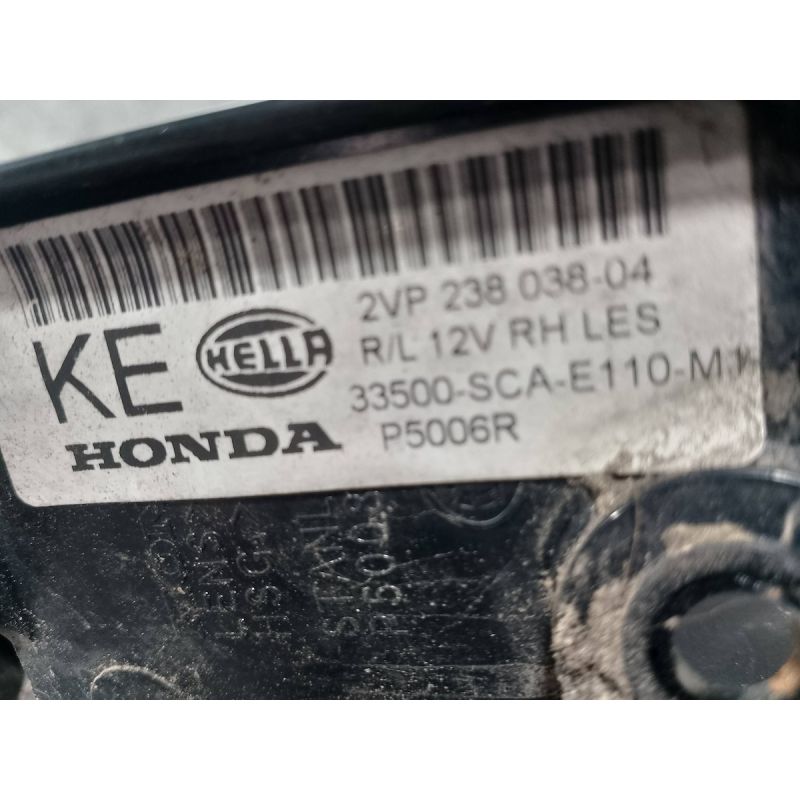 2VP 238 038-04
KE HELLA R/L 12V RH LES
33500-SCA-E110-M1
HONDA P5006R